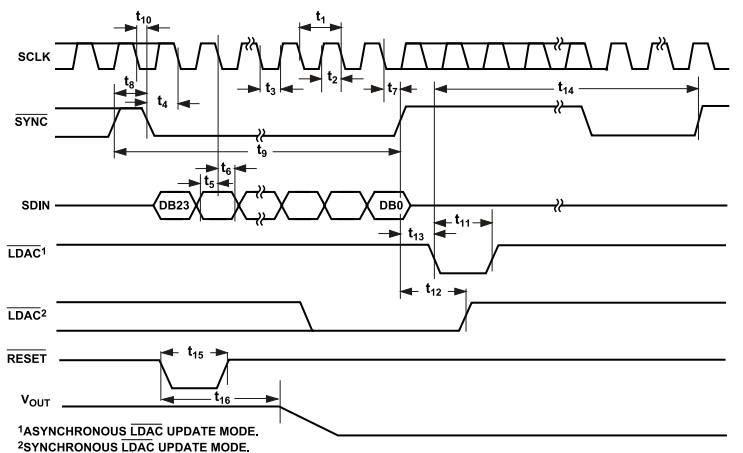 t10
t1
SCLK
t8
t4
t3
t2
t7
t14
SYNC
t9
t6
t5
SDIN
DB23
DB0
t13
t11
LDAC1
t12
LDAC2
RESET
t15
t16
VOUT
1ASYNCHRONOUS LDAC UPDATE MODE.
2SYNCHRONOUS LDAC UPDATE MODE.